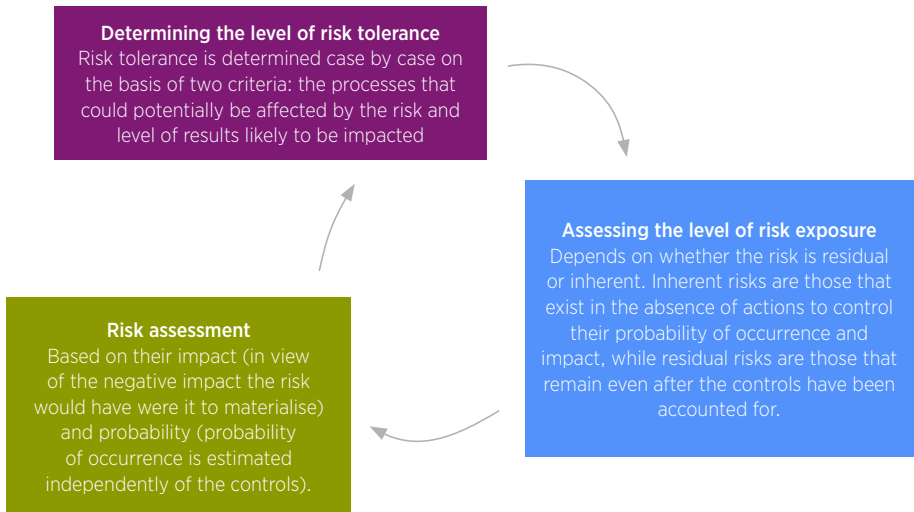 Determining the level of risk tolerance
Risk tolerance is determined case by case on
the basis of two criteria: the processes that
could potentially be affected by the risk and
level of results likely to be impacted
Assessing the level of risk exposure
Depends on whether the risk is residual
or inherent. Inherent risks are those that
exist in the absence of actions to control
their probability of occurrence and
impact, while residual risks are those that
remain even after the controls have been
accounted for.
Risk assessment
Based on their impact (in view
of the negative impact the risk
would have were it to materialise)
and probability (probability
of occurrence is estimated
independently of the controls).